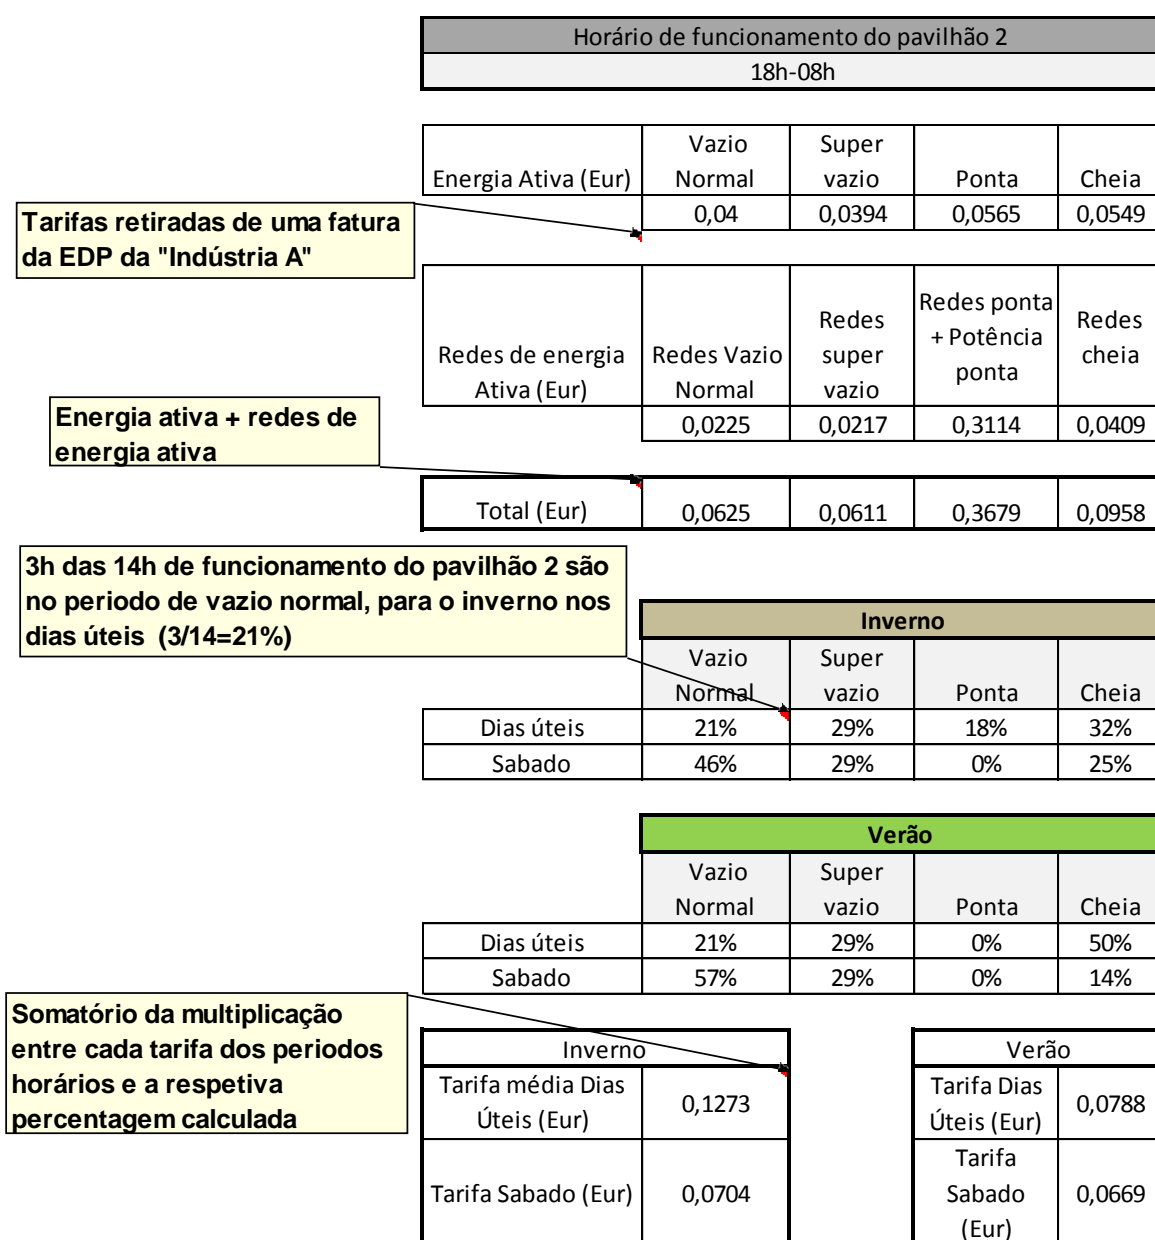 Horário de funcionamento do pavilhão 2
18h-08h
Energia Ativa (Eur)
Vazio
Normal
Super
vazio
Ponta
Cheia
0,04
0,0394
0,0565
0,0549
Tarifas retiradas de uma fatura
da EDP da "Indústria A"
Redes de energia
Ativa (Eur)
Redes Vazio
Normal
Redes
super
vazio
Redes ponta
+ Potência
ponta
Redes
cheia
0,0225
0,0217
0,3114
0,0409
Energia ativa + redes de
energia ativa
Total (Eur)
0,0625
0,0611
0,3679
0,0958
3h das 14h de funcionamento do pavilhão 2 são
no periodo de vazio normal, para o inverno nos
dias úteis (3/14=21%)
Inverno
Vazio
Normal
Super
vazio
Ponta
Cheia
Dias úteis
21%
29%
18%
32%
Sabado
46%
29%
0%
25%
Verão
Vazio
Normal
Super
vazio
Ponta
Cheia
Dias úteis
21%
29%
0%
50%
Sabado
57%
29%
0%
14%
Somatório da multiplicação
entre cada tarifa dos periodos
horários e a respetiva
percentagem calculada
Inverno
Tarifa média Dias
Úteis (Eur)
0,1273
Tarifa Sabado (Eur)
0,0704
Verão
Tarifa Dias
Úteis (Eur)
0,0788
Tarifa
Sabado
(Eur)
0,0669